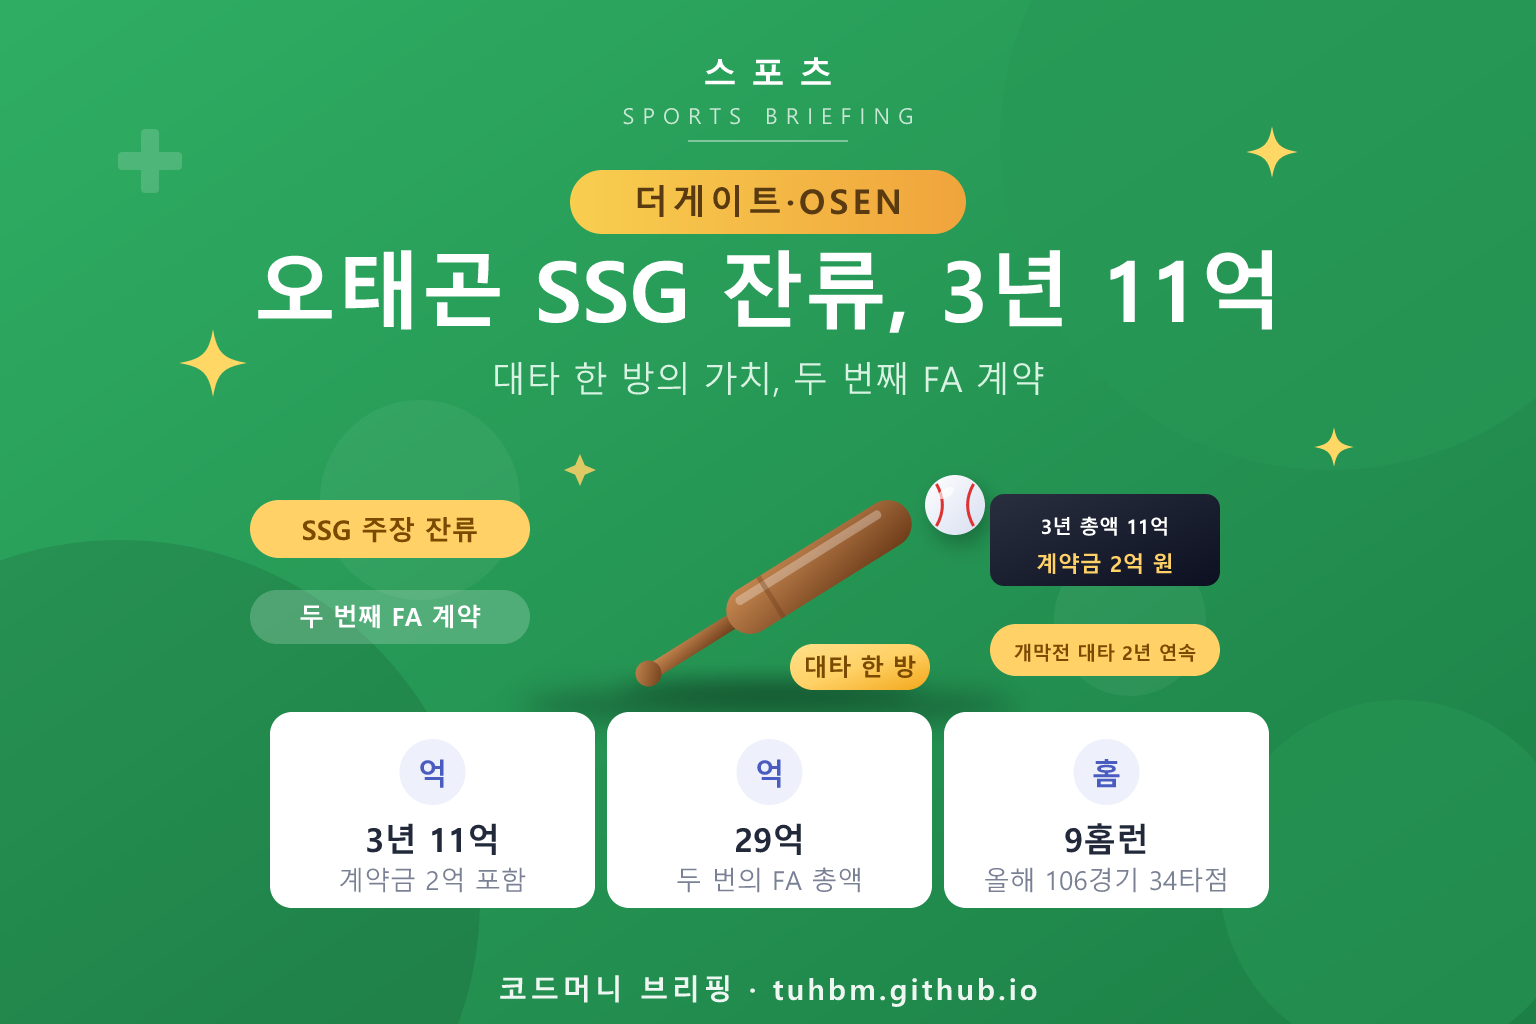 스포츠
SPORTS BRIEFING
더게이트·OSEN
오태곤 SSG 잔류, 3년 11억
대타 한 방의 가치, 두 번째 FA 계약
SSG 주장 잔류
두 번째 FA 계약
3년 총액 11억
계약금 2억 원
대타 한 방
개막전 대타 2년 연속
억
3년 11억
계약금 2억 포함
억
29억
두 번의 FA 총액
홈
9홈런
올해 106경기 34타점
코드머니 브리핑 · tuhbm.github.io